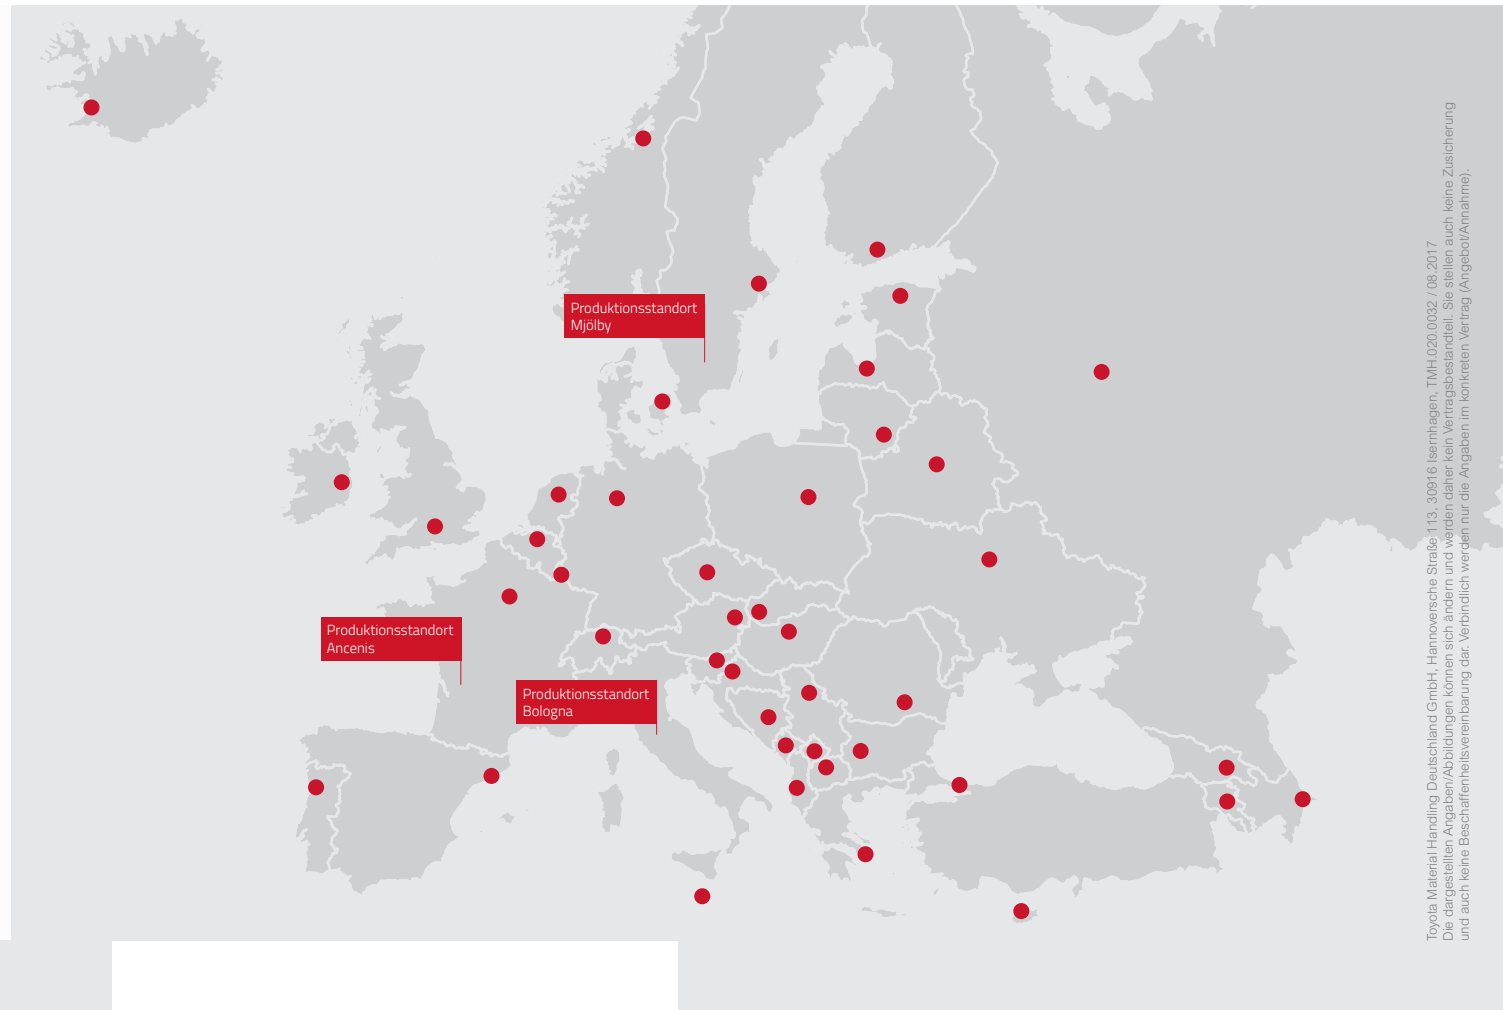 Produktionsstandort
Mjölby
Produktionsstandort
Ancenis
Produktionsstandort
Bologna
Toyota Material Handling Deutschland GmbH, Hannoversche Straße 113, 30916 Isernhagen, TMH.020.0032 / 08.2017
Die dargestellten Angaben/Abbildungen können sich ändern und werden daher kein Vertragsbestandteil. Sie stellen auch keine Zusicherung
und auch keine Beschaffenheitsvereinbarung dar. Verbindlich werden nur die Angaben im konkreten Vertrag (Angebot/Annahme).